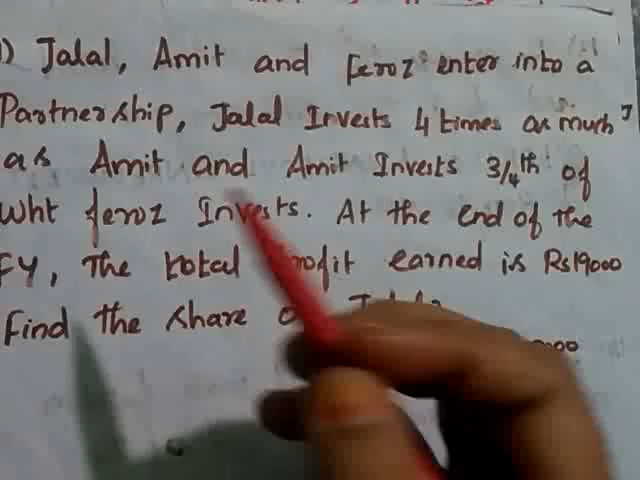 1) Jalal, Amit and Feroz enter into a
Partnership, Jalal Invests 4 times as much
as Amit and Amit Invests 3/4th of
wht feroz Invests. At the end of the
FY, The total Profit earned is Rs19000
Find the share